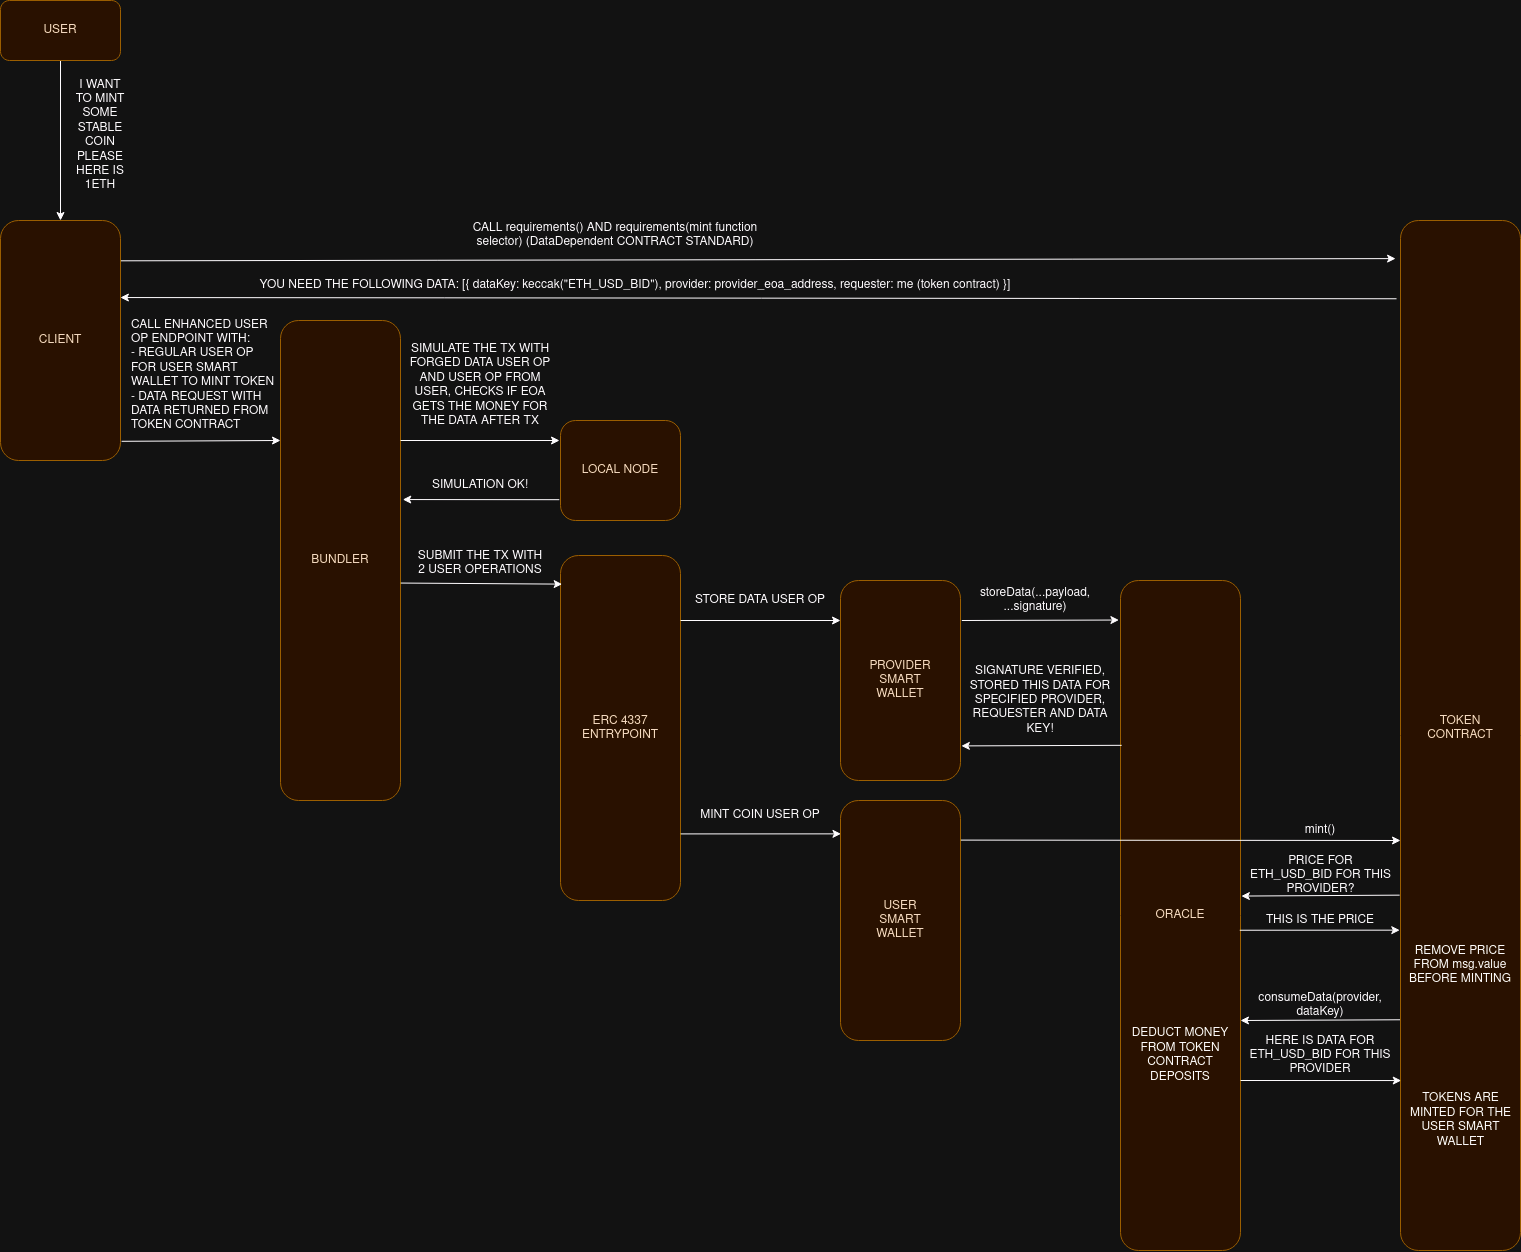 USER
I WANT
TO MINT
SOME
STABLE
COIN
PLEASE
HERE IS
1ETH
CALL requirements() AND requirements(mint function
selector) (DataDependent CONTRACT STANDARD)
YOU NEED THE FOLLOWING DATA: [{ dataKey: keccak("ETH_USD_BID"), provider: provider_eoa_address, requester: me (token contract) }]
CLIENT
CALL ENHANCED USER
OP ENDPOINT WITH:
- REGULAR USER OP
FOR USER SMART
WALLET TO MINT TOKEN
- DATA REQUEST WITH
DATA RETURNED FROM
TOKEN CONTRACT
BUNDLER
SIMULATE THE TX WITH
FORGED DATA USER OP
AND USER OP FROM
USER, CHECKS IF EOA
GETS THE MONEY FOR
THE DATA AFTER TX
LOCAL NODE
SIMULATION OK!
SUBMIT THE TX WITH
2 USER OPERATIONS
ERC 4337
ENTRYPOINT
STORE DATA USER OP
PROVIDER
SMART
WALLET
storeData(...payload,
...signature)
SIGNATURE VERIFIED,
STORED THIS DATA FOR
SPECIFIED PROVIDER,
REQUESTER AND DATA
KEY!
TOKEN
CONTRACT
MINT COIN USER OP
USER
SMART
WALLET
mint()
PRICE FOR
ETH_USD_BID FOR THIS
PROVIDER?
ORACLE
THIS IS THE PRICE
REMOVE PRICE
FROM msg.value
BEFORE MINTING
consumeData(provider,
dataKey)
DEDUCT MONEY
FROM TOKEN
CONTRACT
DEPOSITS
HERE IS DATA FOR
ETH_USD_BID FOR THIS
PROVIDER
TOKENS ARE
MINTED FOR THE
USER SMART
WALLET